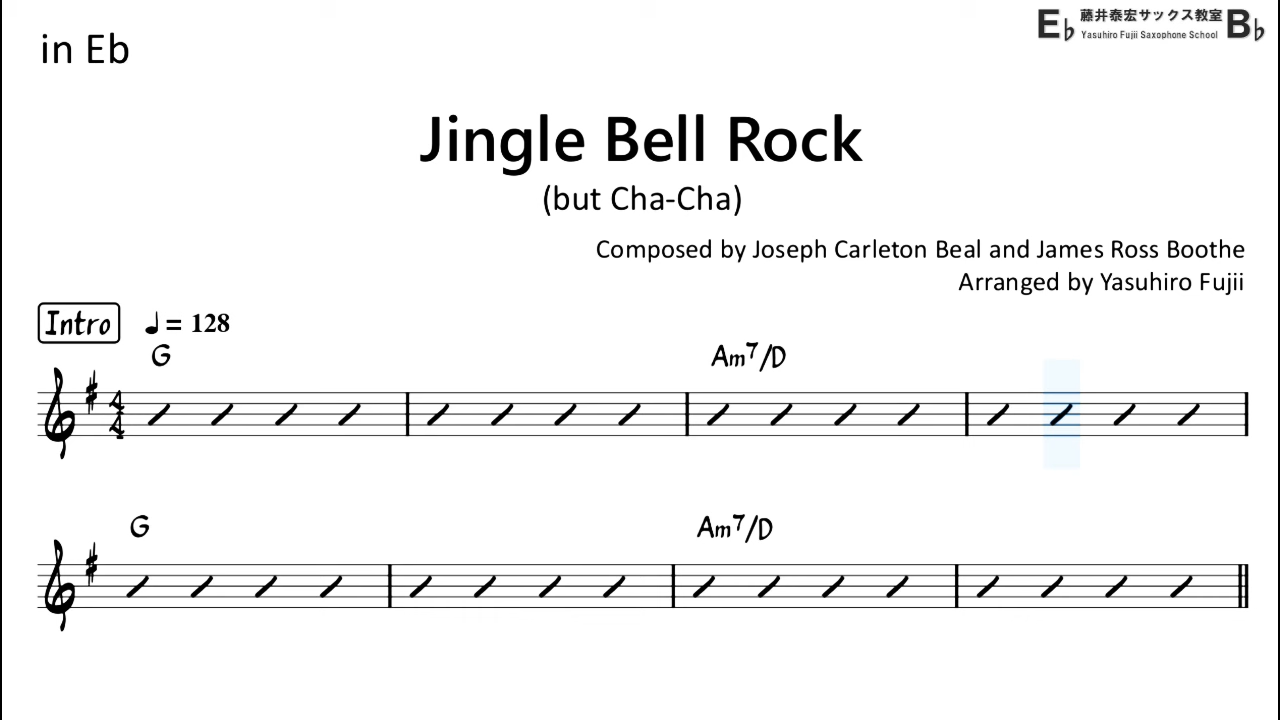 in Eb
E♭ 藤井泰宏サックス教室 B♭
Yasuhiro Fujii Saxophone School
Jingle Bell Rock
(but Cha-Cha)
Composed by Joseph Carleton Beal and James Ross Boothe
Arranged by Yasuhiro Fujii
Intro ♩= 128
G Am7/D
4
4
G Am7/D